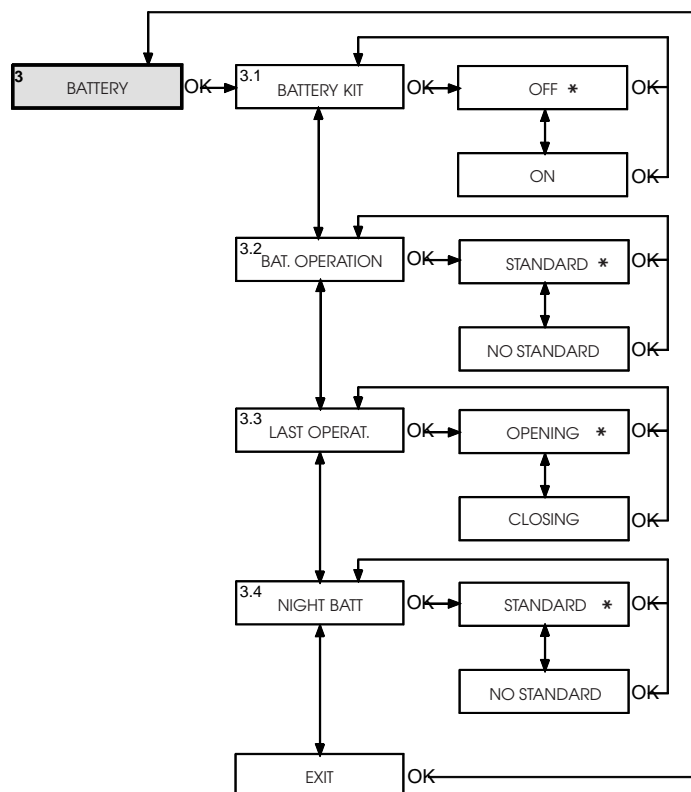 3
BATTERY OK
3.1
BATTERY KIT OK
OFF * OK
ON OK
3.2
BAT. OPERATION OK
STANDARD * OK
NO STANDARD OK
3.3
LAST OPERAT. OK
OPENING * OK
CLOSING OK
3.4
NIGHT BATT OK
STANDARD * OK
NO STANDARD OK
EXIT OK